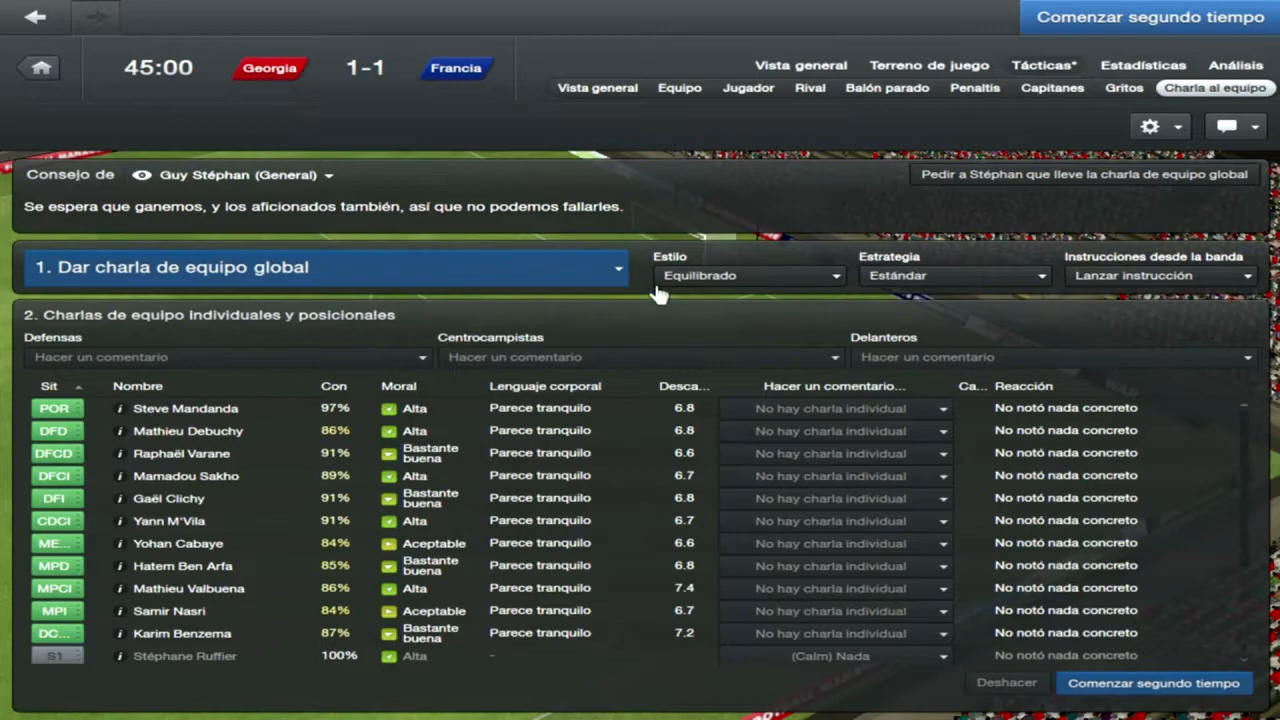 Comenzar segundo tiempo
45:00 Georgia 1-1 Francia
Vista general Terreno de juego Tácticas* Estadísticas Análisis
Vista general Equipo Jugador Rival Balón parado Penaltis Capitanes Gritos Charla al equipo
Consejo de Guy Stéphan (General) Pedir a Stéphan que lleve la charla de equipo global
Se espera que ganemos, y los aficionados también, así que no podemos fallarles.
1. Dar charla de equipo global
Estilo Estrategia Instrucciones desde la banda
Equilibrado Estándar Lanzar instrucción
2. Charlas de equipo individuales y posicionales
Defensas Centrocampistas Delanteros
Hacer un comentario Hacer un comentario Hacer un comentario
Sit Nombre Con Moral Lenguaje corporal Desca... Hacer un comentario... Ca... Reacción
POR i Steve Mandanda 97% Alta Parece tranquilo 6.8 No hay charla individual No notó nada concreto
DFD i Mathieu Debuchy 86% Alta Parece tranquilo 6.8 No hay charla individual No notó nada concreto
DFCD i Raphaël Varane 91% Bastante buena Parece tranquilo 6.6 No hay charla individual No notó nada concreto
DFCI i Mamadou Sakho 89% Alta Parece tranquilo 6.7 No hay charla individual No notó nada concreto
DFI i Gaël Clichy 91% Bastante buena Parece tranquilo 6.8 No hay charla individual No notó nada concreto
CDCI i Yann M'Vila 91% Alta Parece tranquilo 6.7 No hay charla individual No notó nada concreto
ME... i Yohan Cabaye 84% Aceptable Parece tranquilo 6.6 No hay charla individual No notó nada concreto
MPD i Hatem Ben Arfa 85% Bastante buena Parece tranquilo 6.8 No hay charla individual No notó nada concreto
MPCI i Mathieu Valbuena 86% Alta Parece tranquilo 7.4 No hay charla individual No notó nada concreto
MPI i Samir Nasri 84% Aceptable Parece tranquilo 6.7 No hay charla individual No notó nada concreto
DC... i Karim Benzema 87% Bastante buena Parece tranquilo 7.2 No hay charla individual No notó nada concreto
S1 i Stéphane Ruffier 100% Alta - (Calm) Nada No notó nada concreto
Deshacer Comenzar segundo tiempo